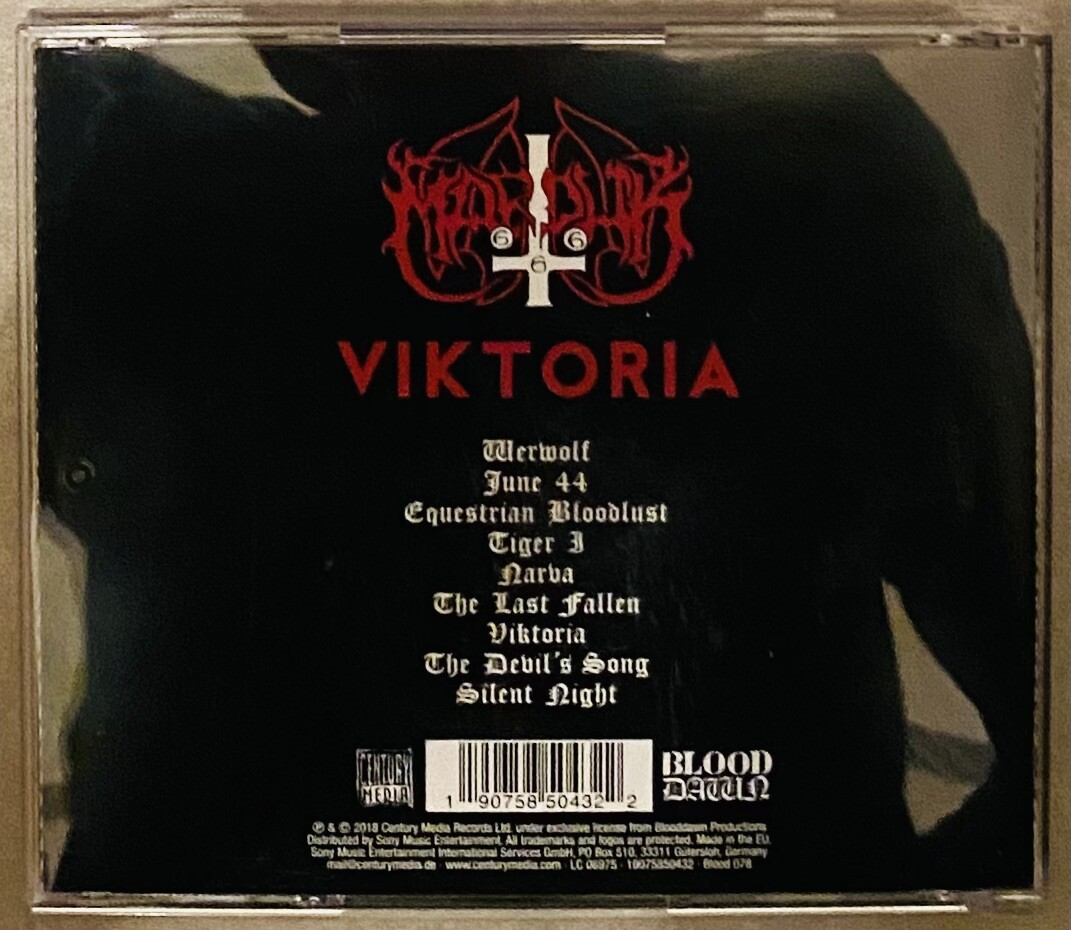 MARDUK
6 6
6
VIKTORIA
Werwolf
June 44
Equestrian Bloodlust
Tiger I
Narva
The Last Fallen
Viktoria
The Devil's Song
Silent Night
CENTURY
MEDIA
1 90758 50432 2
BLOOD
DAWN
℗ & © 2018 Century Media Records Ltd. under exclusive license from Blooddawn Productions
Distributed by Sony Music Entertainment. All trademarks and logos are protected. Made in the EU.
Sony Music Entertainment International Services GmbH, PO Box 510, 33311 Gütersloh, Germany
mail@centurymedia.de · www.centurymedia.com · LC 06975 · 19075850432 · Blood 078